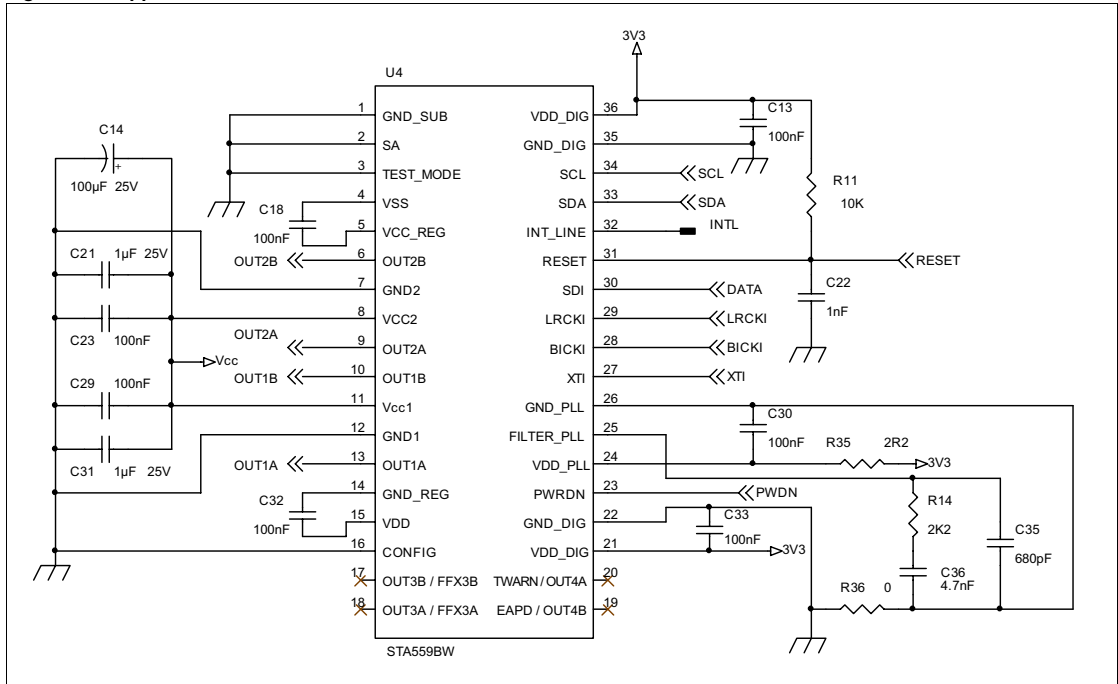 3V3
U4
1 GND_SUB VDD_DIG 36
C13
100nF
C14
100µF 25V
+
2 SA GND_DIG 35
3 TEST_MODE SCL 34 SCL
R11
10K
4 VSS SDA 33 SDA
C18
100nF
5 VCC_REG INT_LINE 32 INTL
C21 1µF 25V
OUT2B 6 OUT2B RESET 31 RESET
7 GND2 SDI 30 DATA
C22
1nF
C23 100nF
8 VCC2 LRCKI 29 LRCKI
OUT2A 9 OUT2A BICKI 28 BICKI
Vcc
C29 100nF
OUT1B 10 OUT1B XTI 27 XTI
11 Vcc1 GND_PLL 26
C30
100nF
12 GND1 FILTER_PLL 25
R35 2R2
C31 1µF 25V
OUT1A 13 OUT1A VDD_PLL 24 3V3
14 GND_REG PWRDN 23 PWDN
C32
100nF
R14
2K2
15 VDD GND_DIG 22
C33
100nF
C35
680pF
16 CONFIG VDD_DIG 21 3V3
17 OUT3B / FFX3B TWARN / OUT4A 20
C36
4.7nF
R36 0
18 OUT3A / FFX3A EAPD / OUT4B 19
STA559BW